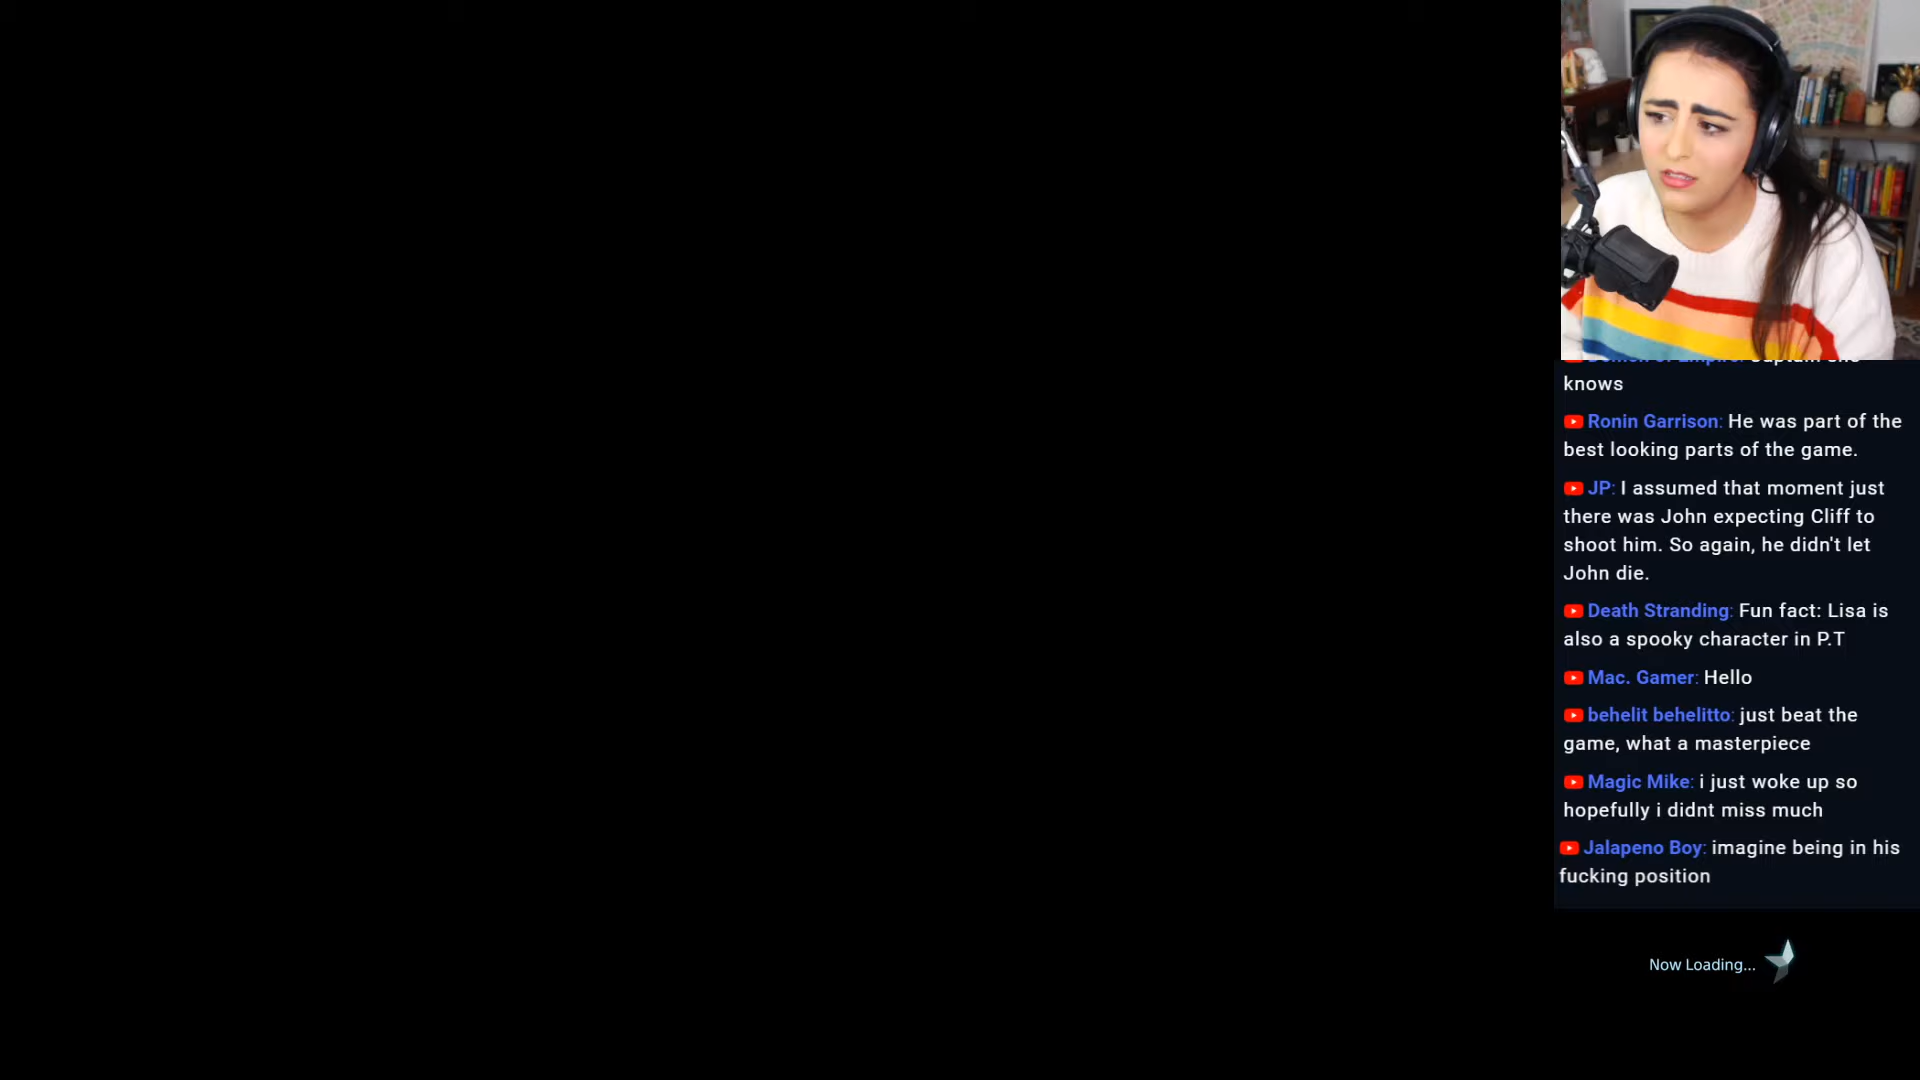 knows
Ronin Garrison: He was part of the
best looking parts of the game.
JP: I assumed that moment just
there was John expecting Cliff to
shoot him. So again, he didn't let
John die.
Death Stranding: Fun fact: Lisa is
also a spooky character in P.T
Mac. Gamer: Hello
behelit behelitto: just beat the
game, what a masterpiece
Magic Mike: i just woke up so
hopefully i didnt miss much
Jalapeno Boy: imagine being in his
fucking position
Now Loading...